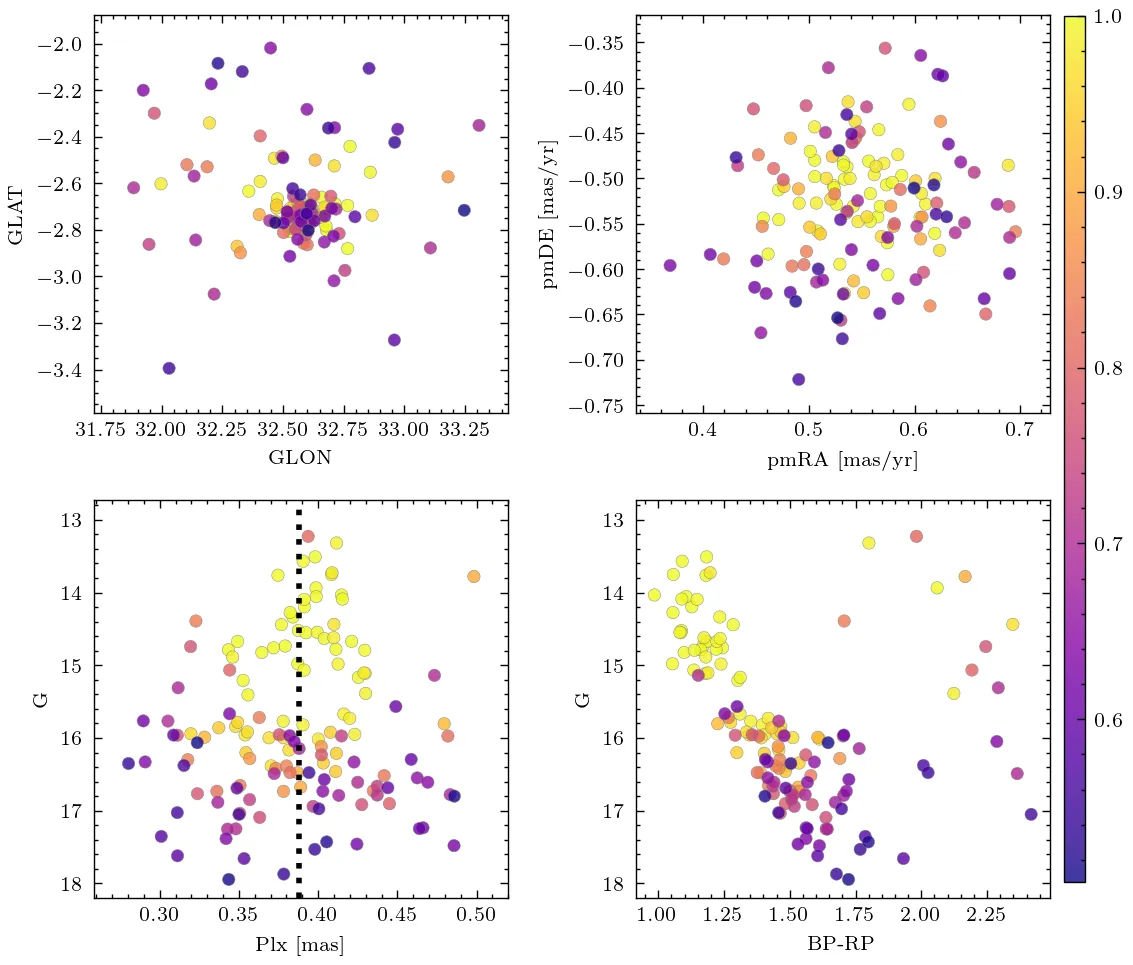 −2.0
−2.2
−2.4
−2.6
−2.8
−3.0
−3.2
−3.4
GLAT
31.75 32.00 32.25 32.50 32.75 33.00 33.25
GLON
−0.35
−0.40
−0.45
−0.50
−0.55
−0.60
−0.65
−0.70
−0.75
pmDE [mas/yr]
0.4 0.5 0.6 0.7
pmRA [mas/yr]
13
14
15
16
17
18
G
0.30 0.35 0.40 0.45 0.50
Plx [mas]
13
14
15
16
17
18
G
1.00 1.25 1.50 1.75 2.00 2.25
BP-RP
1.0
0.9
0.8
0.7
0.6